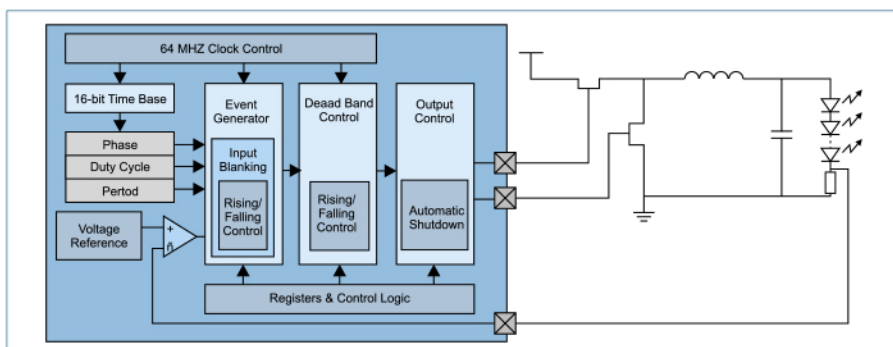 64 MHZ Clock Control
16-bit Time Base
Event
Generator
Deaad Band
Control
Output
Control
Phase
Duty Cycle
Pertod
Input
Blanking
Rising/
Falling
Control
Rising/
Falling
Control
Automatic
Shutdown
Voltage
Reference
+
ñ
Registers & Control Logic